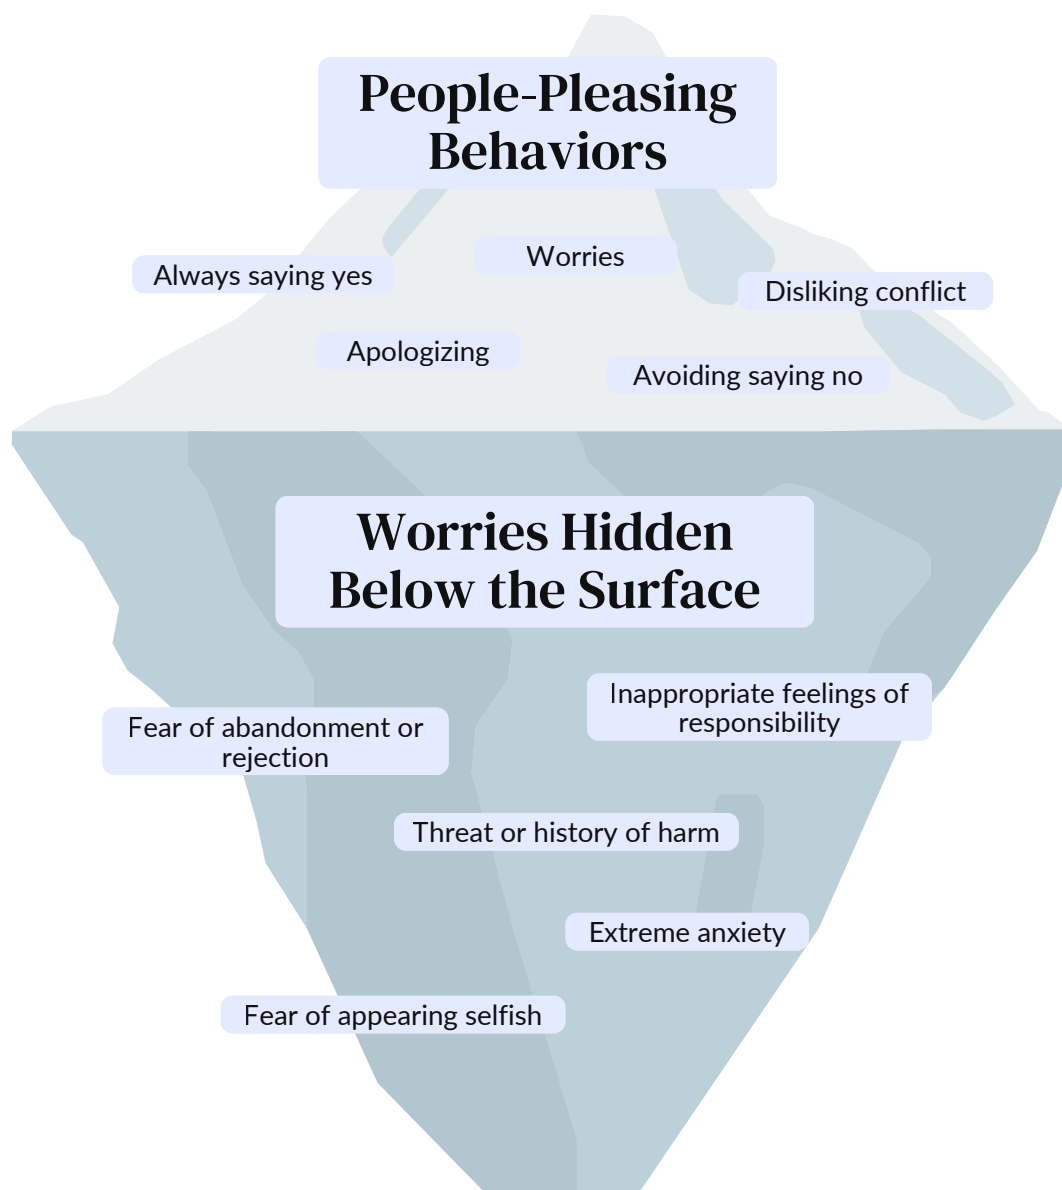 People-Pleasing
Behaviors
Worries
Always saying yes
Disliking conflict
Apologizing
Avoiding saying no
Worries Hidden
Below the Surface
Inappropriate feelings of
responsibility
Fear of abandonment or
rejection
Threat or history of harm
Extreme anxiety
Fear of appearing selfish